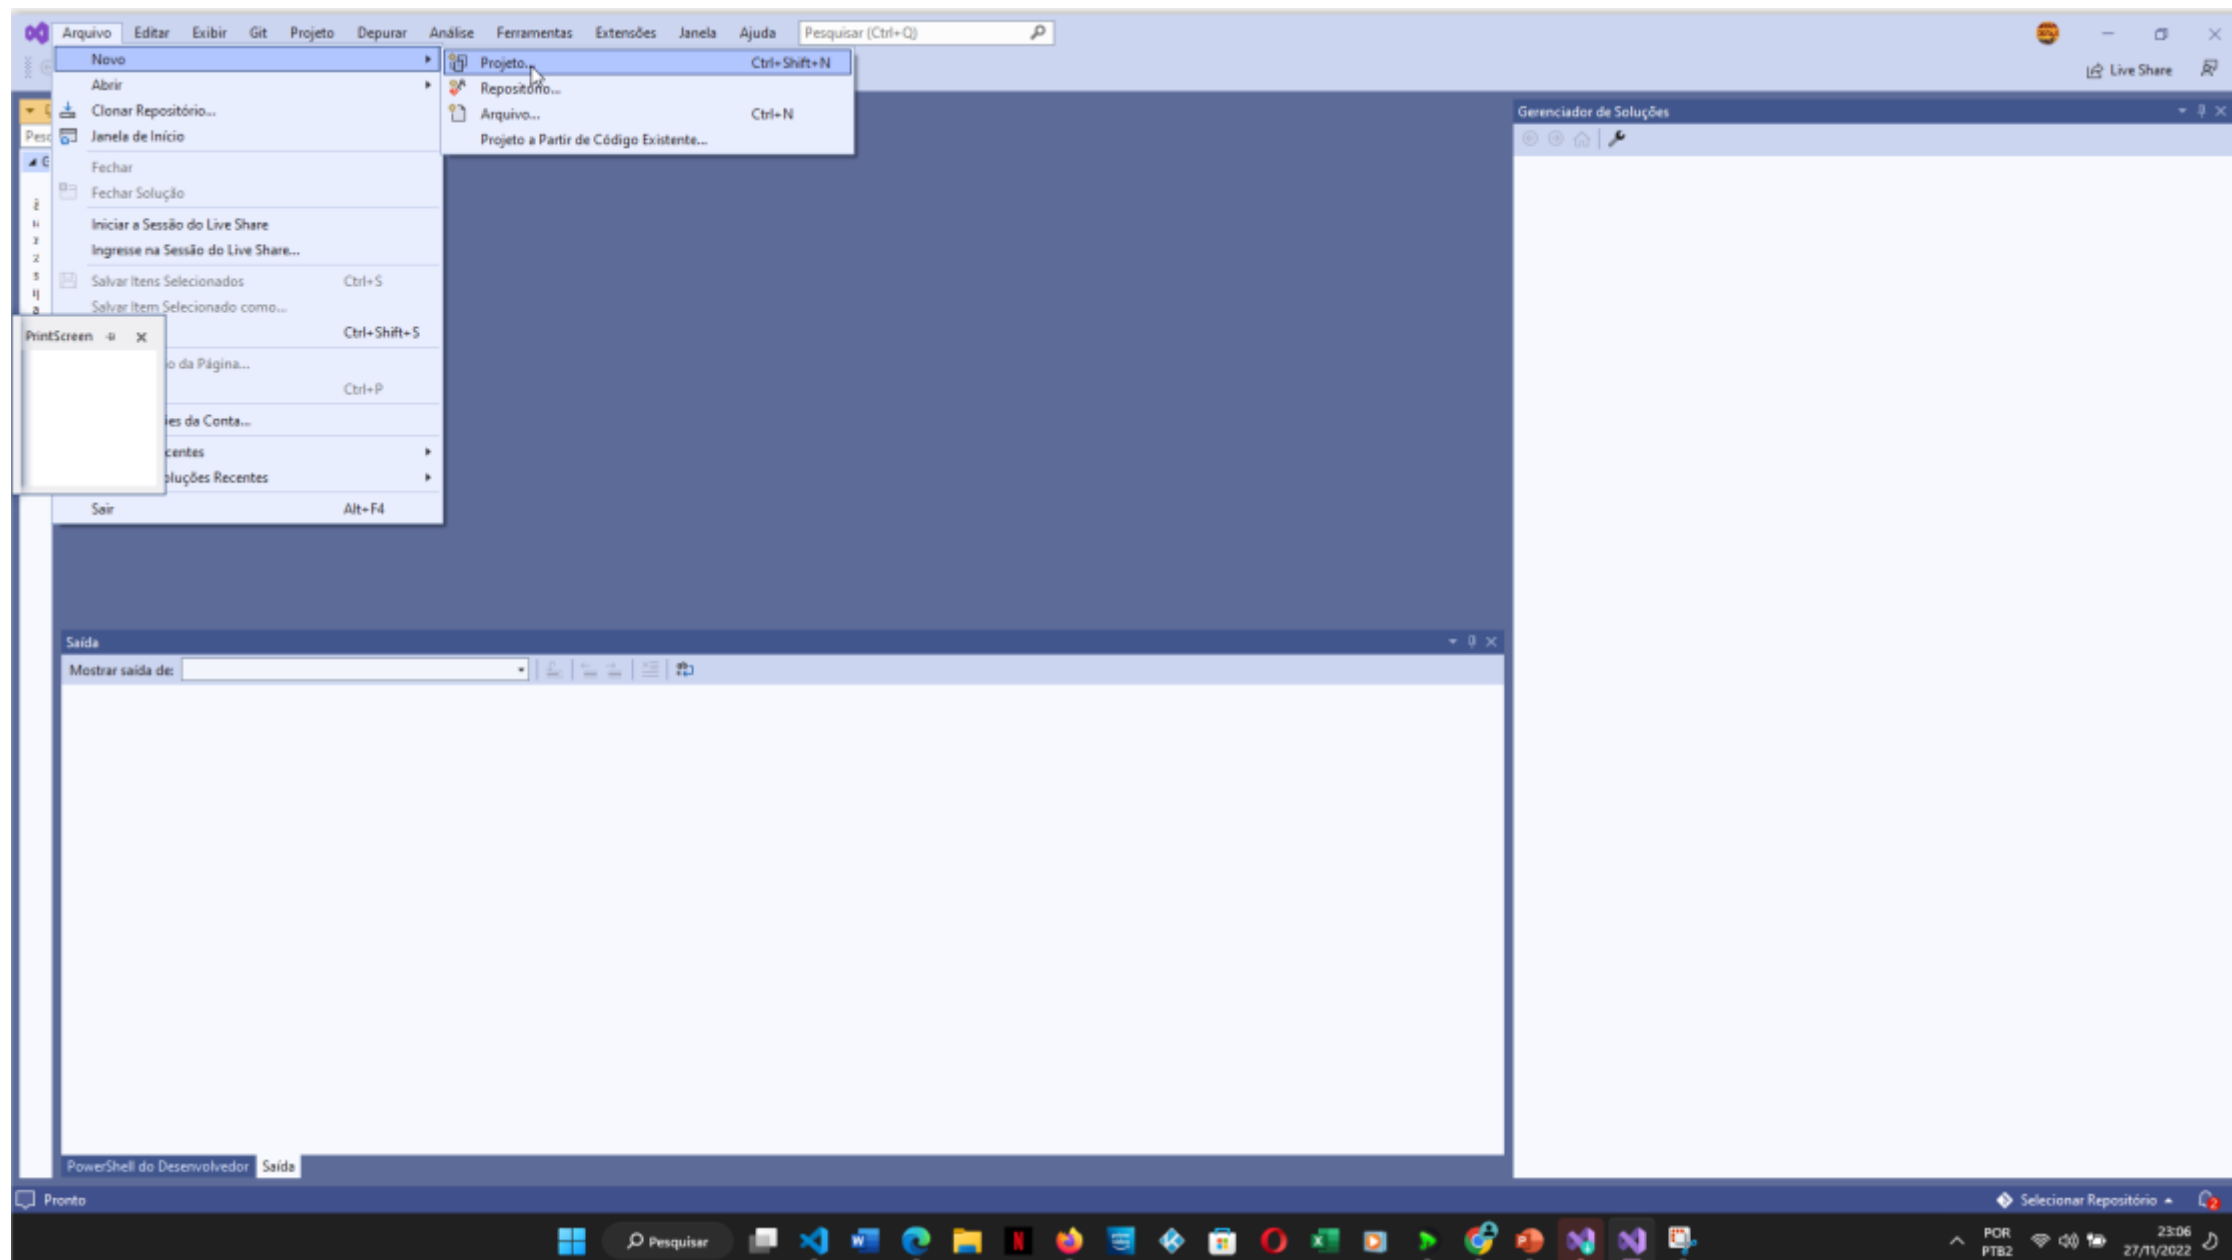 Arquivo Editar Exibir Git Projeto Depurar Análise Ferramentas Extensões Janela Ajuda Pesquisar (Ctrl+Q)
Live Share
Novo
Abrir
Clonar Repositório...
Janela de Início
Fechar
Fechar Solução
Iniciar a Sessão do Live Share
Ingresse na Sessão do Live Share...
Salvar Itens Selecionados Ctrl+S
Salvar Item Selecionado como...
Ctrl+Shift+S
o da Página...
Ctrl+P
da Conta...
centes
Recentes
Sair Alt+F4
Projeto... Ctrl+Shift+N
Repositório...
Arquivo... Ctrl+N
Projeto a Partir de Código Existente...
Pesq
PrintScreen
Gerenciador de Soluções
Saída
Mostrar saída de:
PowerShell do Desenvolvedor Saída
Pronto
Selecionar Repositório
2
Pesquisar
POR
PTB2
23:06
27/11/2022